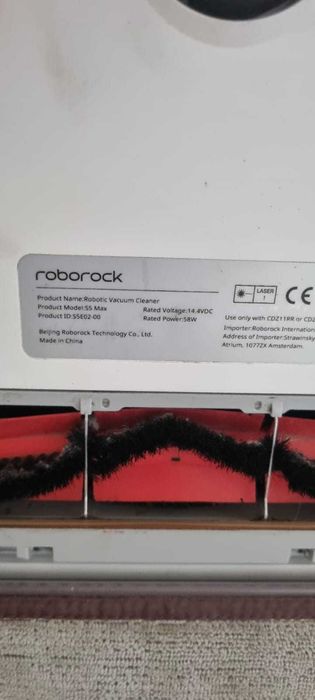 roborock
Product Name:Robotic Vacuum Cleaner
Product Model:S5 Max
Rated Voltage:14.4VDC
Product ID:S5E02-00
Rated Power:58W
Beijing Roborock Technology Co., Ltd.
Made in China
LASER
1
CE
Use only with CDZ11RR or CDZ
Importer:Roborock Internation
Address of Importer:Strawinsky
Atrium, 1077ZX Amsterdam.